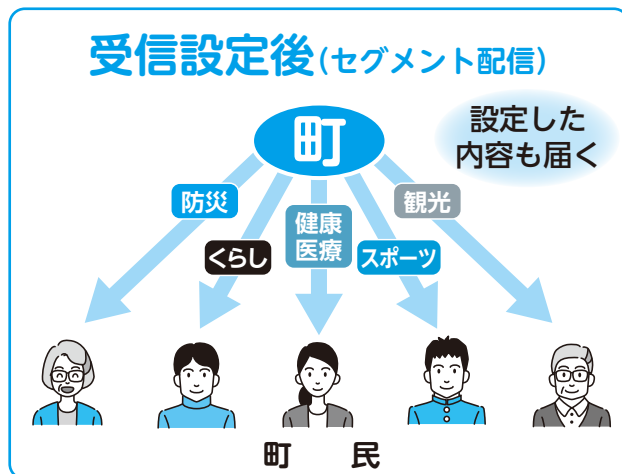 受信設定後(セグメント配信)
町
設定した
内容も届く
防災
観光
健康
医療
くらし
スポーツ
町　民